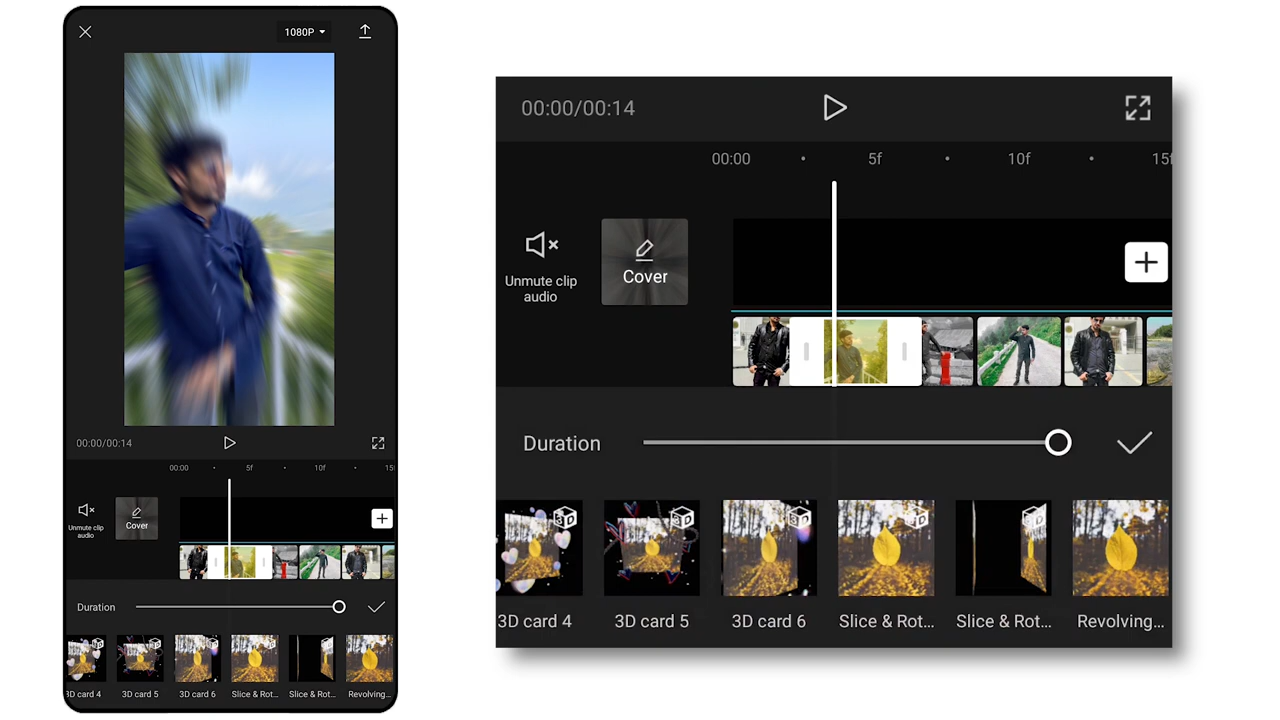 1080P
00:00/00:14
00:00
5f
10f
Unmute clip
audio
Cover
Duration
3D card 4
3D card 5
3D card 6
Slice & Rot...
Slice & Rot...
Revolving...
00:00/00:14
00:00
5f
10f
15f
Unmute clip
audio
Cover
Duration
3D card 4
3D card 5
3D card 6
Slice & Rot...
Slice & Rot...
Revolving...